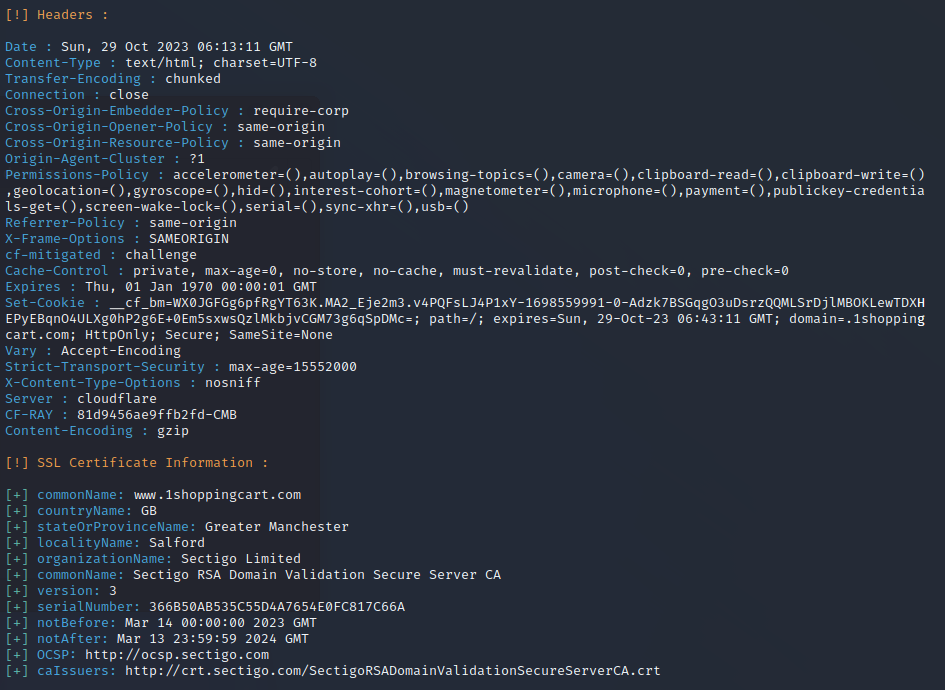 [!] Headers :
Date : Sun, 29 Oct 2023 06:13:11 GMT
Content-Type : text/html; charset=UTF-8
Transfer-Encoding : chunked
Connection : close
Cross-Origin-Embedder-Policy : require-corp
Cross-Origin-Opener-Policy : same-origin
Cross-Origin-Resource-Policy : same-origin
Origin-Agent-Cluster : ?1
Permissions-Policy : accelerometer=(),autoplay=(),browsing-topics=(),camera=(),clipboard-read=(),clipboard-write=()
,geolocation=(),gyroscope=(),hid=(),interest-cohort=(),magnetometer=(),microphone=(),payment=(),publickey-credentia
ls-get=(),screen-wake-lock=(),serial=(),sync-xhr=(),usb=()
Referrer-Policy : same-origin
X-Frame-Options : SAMEORIGIN
cf-mitigated : challenge
Cache-Control : private, max-age=0, no-store, no-cache, must-revalidate, post-check=0, pre-check=0
Expires : Thu, 01 Jan 1970 00:00:01 GMT
Set-Cookie : __cf_bm=WX0JGFGg6pfRgYT63K.MA2_Eje2m3.v4PQFsLJ4P1xY-1698559991-0-Adzk7BSGqgO3uDsrzQQMLSrDjlMBOKLewTDXH
EPyEBqnO4ULXg0hP2g6E+0Em5sxwsQzlMkbjvCGM73g6qSpDMc=; path=/; expires=Sun, 29-Oct-23 06:43:11 GMT; domain=.1shopping
cart.com; HttpOnly; Secure; SameSite=None
Vary : Accept-Encoding
Strict-Transport-Security : max-age=15552000
X-Content-Type-Options : nosniff
Server : cloudflare
CF-RAY : 81d9456ae9ffb2fd-CMB
Content-Encoding : gzip
[!] SSL Certificate Information :
[+] commonName: www.1shoppingcart.com
[+] countryName: GB
[+] stateOrProvinceName: Greater Manchester
[+] localityName: Salford
[+] organizationName: Sectigo Limited
[+] commonName: Sectigo RSA Domain Validation Secure Server CA
[+] version: 3
[+] serialNumber: 366B50AB535C55D4A7654E0FC817C66A
[+] notBefore: Mar 14 00:00:00 2023 GMT
[+] notAfter: Mar 13 23:59:59 2024 GMT
[+] OCSP: http://ocsp.sectigo.com
[+] caIssuers: http://crt.sectigo.com/SectigoRSADomainValidationSecureServerCA.crt